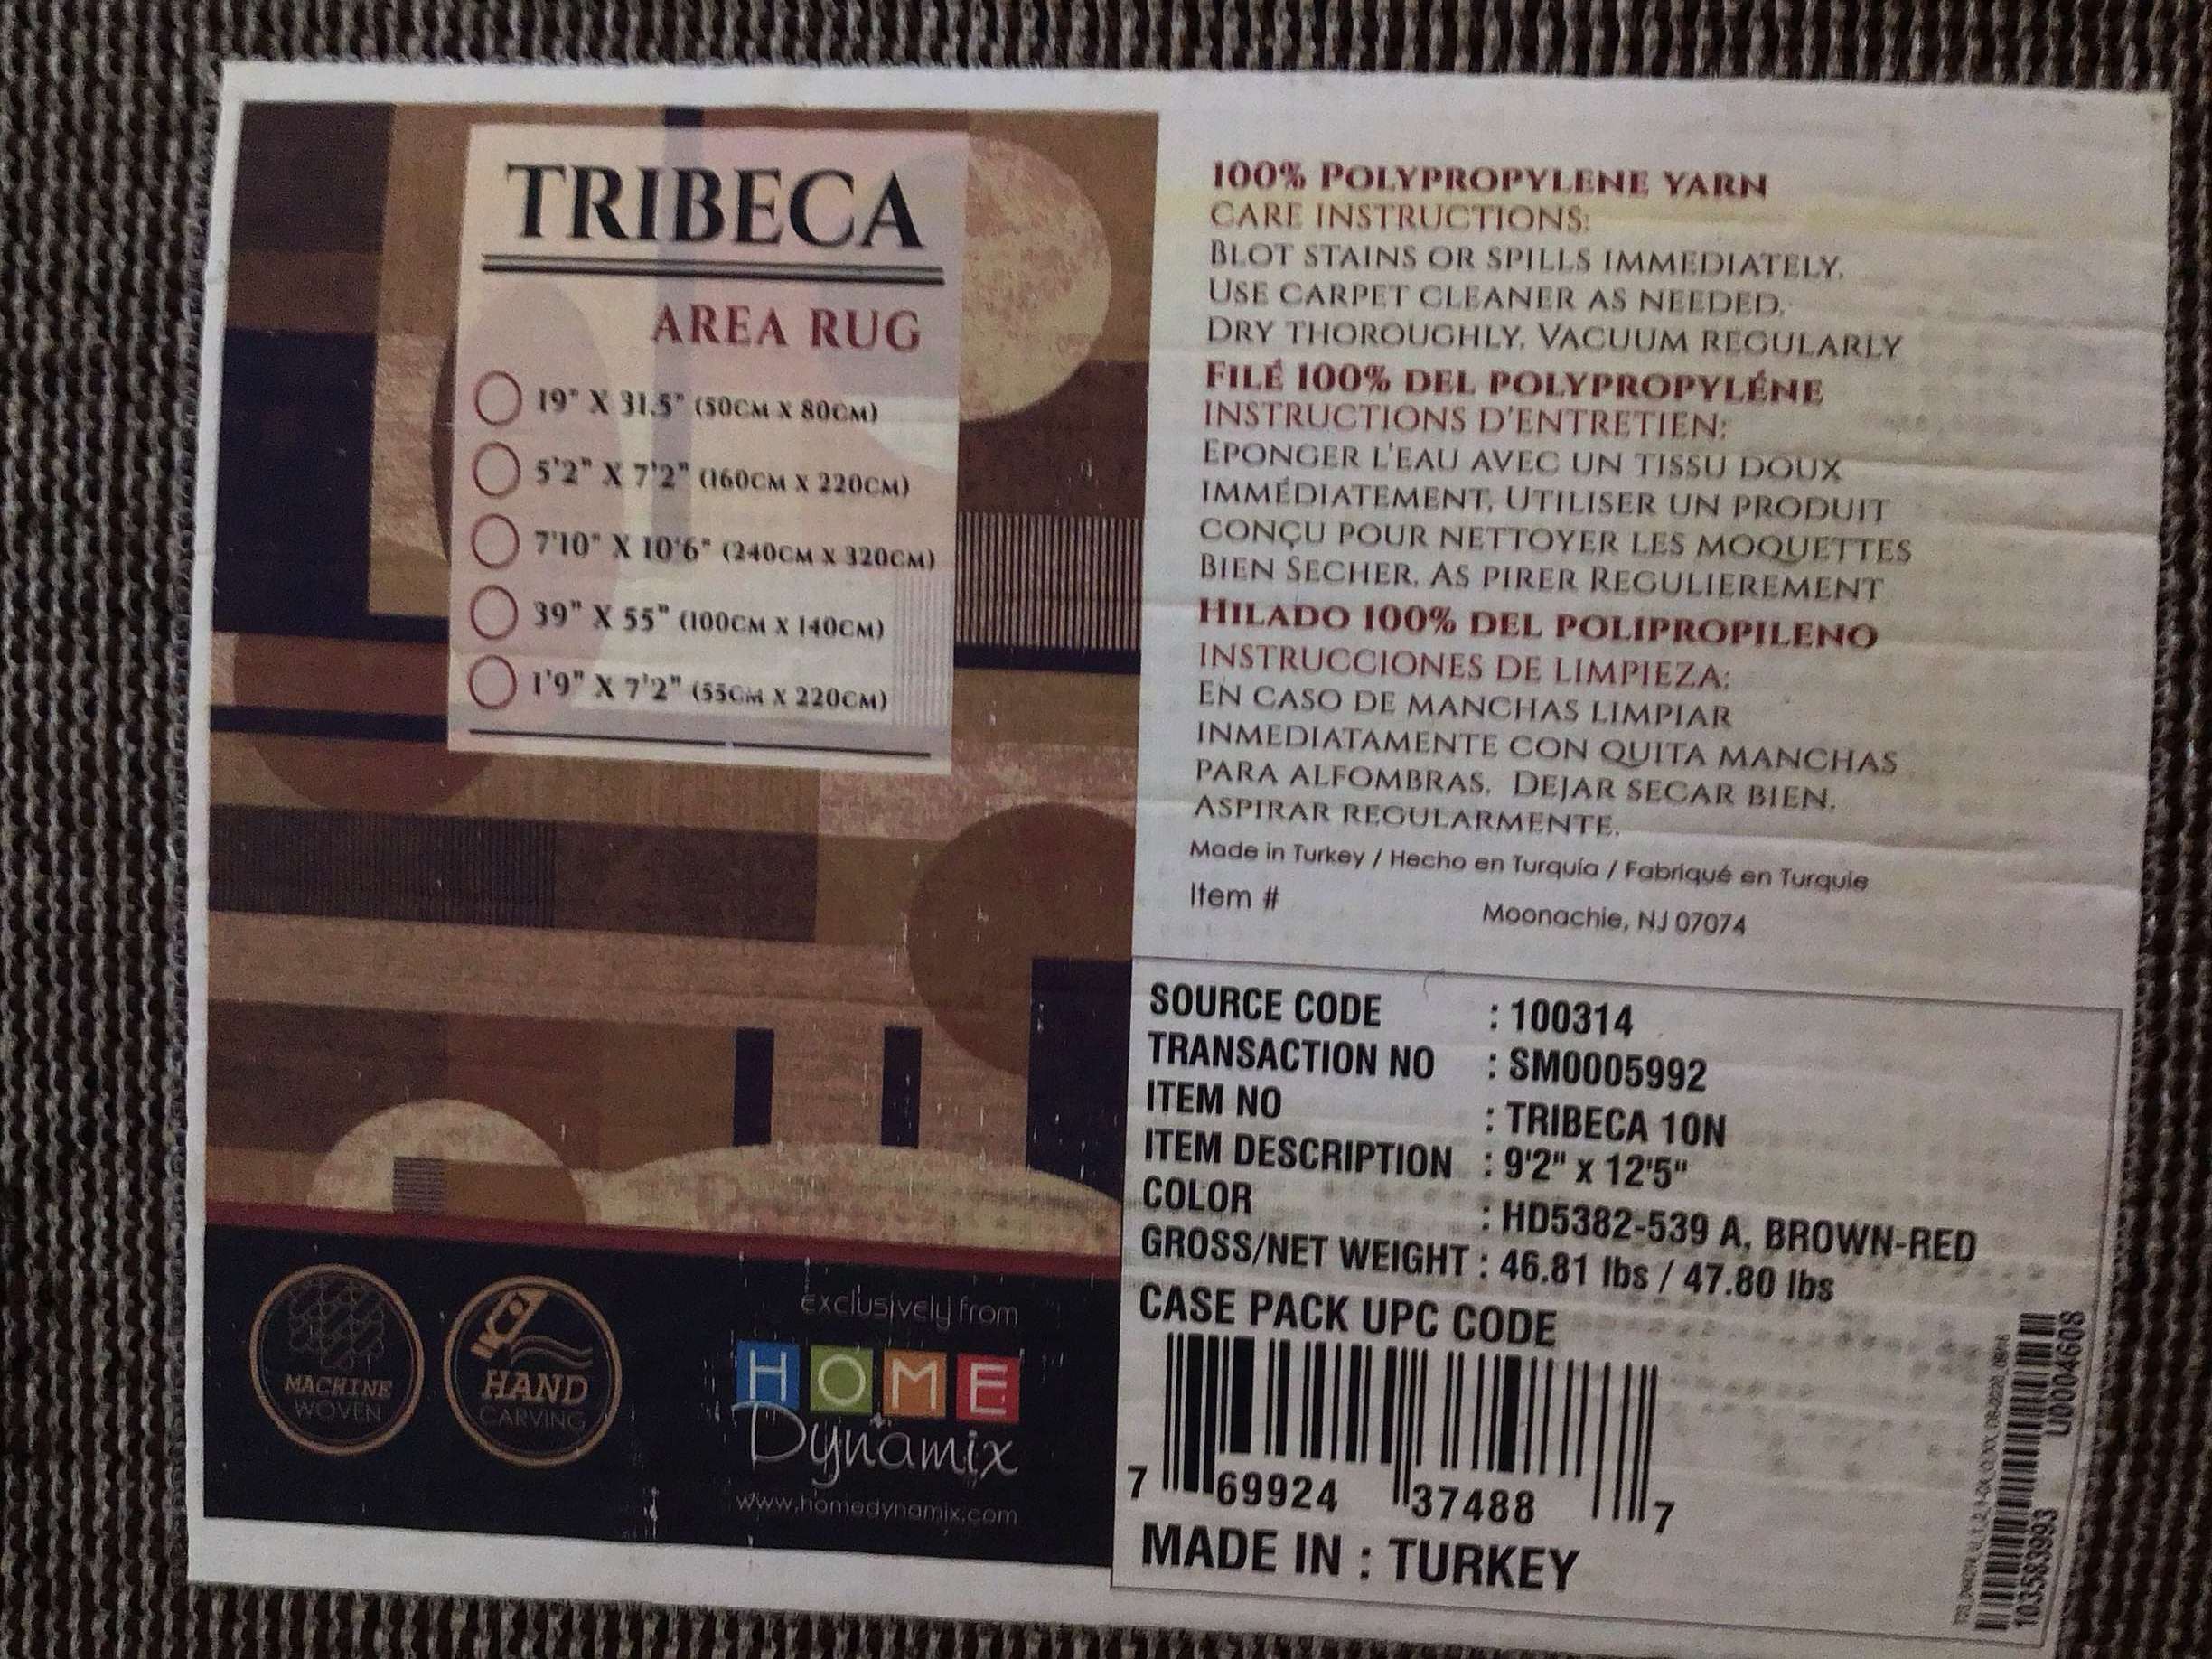 TRIBECA
AREA RUG
19" X 31.5" (50CM X 80CM)
5'2" X 7'2" (160CM X 220CM)
7'10" X 10'6" (240CM X 320CM)
39" X 55" (100CM X 140CM)
1'9" X 7'2" (55CM X 220CM)
MACHINE
WOVEN
HAND
CARVING
exclusively from
HOME
Dynamix
www.homedynamix.com
100% POLYPROPYLENE YARN
CARE INSTRUCTIONS:
BLOT STAINS OR SPILLS IMMEDIATELY.
USE CARPET CLEANER AS NEEDED.
DRY THOROUGHLY. VACUUM REGULARLY
FILÉ 100% DEL POLYPROPYLÉNE
INSTRUCTIONS D'ENTRETIEN:
EPONGER L'EAU AVEC UN TISSU DOUX
IMMÉDIATEMENT, UTILISER UN PRODUIT
CONÇU POUR NETTOYER LES MOQUETTES
BIEN SECHER, AS PIRER REGULIEREMENT
HILADO 100% DEL POLIPROPILENO
INSTRUCCIONES DE LIMPIEZA:
EN CASO DE MANCHAS LIMPIAR
INMEDIATAMENTE CON QUITA MANCHAS
PARA ALFOMBRAS. DEJAR SECAR BIEN.
ASPIRAR REGULARMENTE.
Made in Turkey / Hecho en Turquía / Fabriqué en Turquie
Item #
Moonachie, NJ 07074
SOURCE CODE : 100314
TRANSACTION NO : SM0005992
ITEM NO : TRIBECA 10N
ITEM DESCRIPTION : 9'2" x 12'5"
COLOR : HD5382-539 A, BROWN-RED
GROSS/NET WEIGHT : 46.81 lbs / 47.80 lbs
CASE PACK UPC CODE
7 69924 37488 7
MADE IN : TURKEY
U0004608
103583993